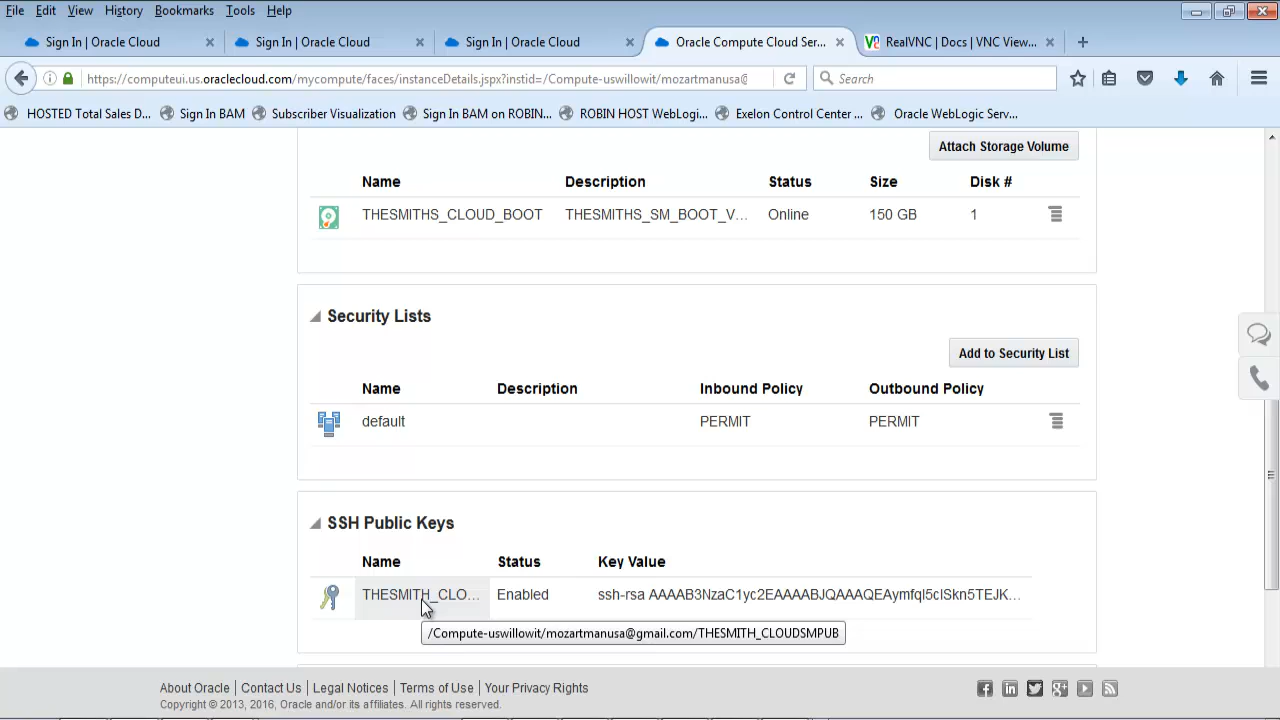 File Edit View History Bookmarks Tools Help
Sign In | Oracle Cloud × Sign In | Oracle Cloud × Sign In | Oracle Cloud × Oracle Compute Cloud Ser... × RealVNC | Docs | VNC View... × +
https://computeui.us.oraclecloud.com/mycompute/faces/instanceDetails.jspx?instid=/Compute-uswillowit/mozartmanusa@ Search
HOSTED Total Sales D... Sign In BAM Subscriber Visualization Sign In BAM on ROBIN... ROBIN HOST WebLogi... Exelon Control Center ... Oracle WebLogic Serv...
Attach Storage Volume
Name Description Status Size Disk #
THESMITHS_CLOUD_BOOT THESMITHS_SM_BOOT_V... Online 150 GB 1
Security Lists
Add to Security List
Name Description Inbound Policy Outbound Policy
default PERMIT PERMIT
SSH Public Keys
Name Status Key Value
THESMITH_CLO... Enabled ssh-rsa AAAAB3NzaC1yc2EAAAABJQAAAQEAymfql5clSkn5TEJK...
/Compute-uswillowit/mozartmanusa@gmail.com/THESMITH_CLOUDSMPUB
About Oracle | Contact Us | Legal Notices | Terms of Use | Your Privacy Rights
Copyright © 2013, 2016, Oracle and/or its affiliates. All rights reserved.